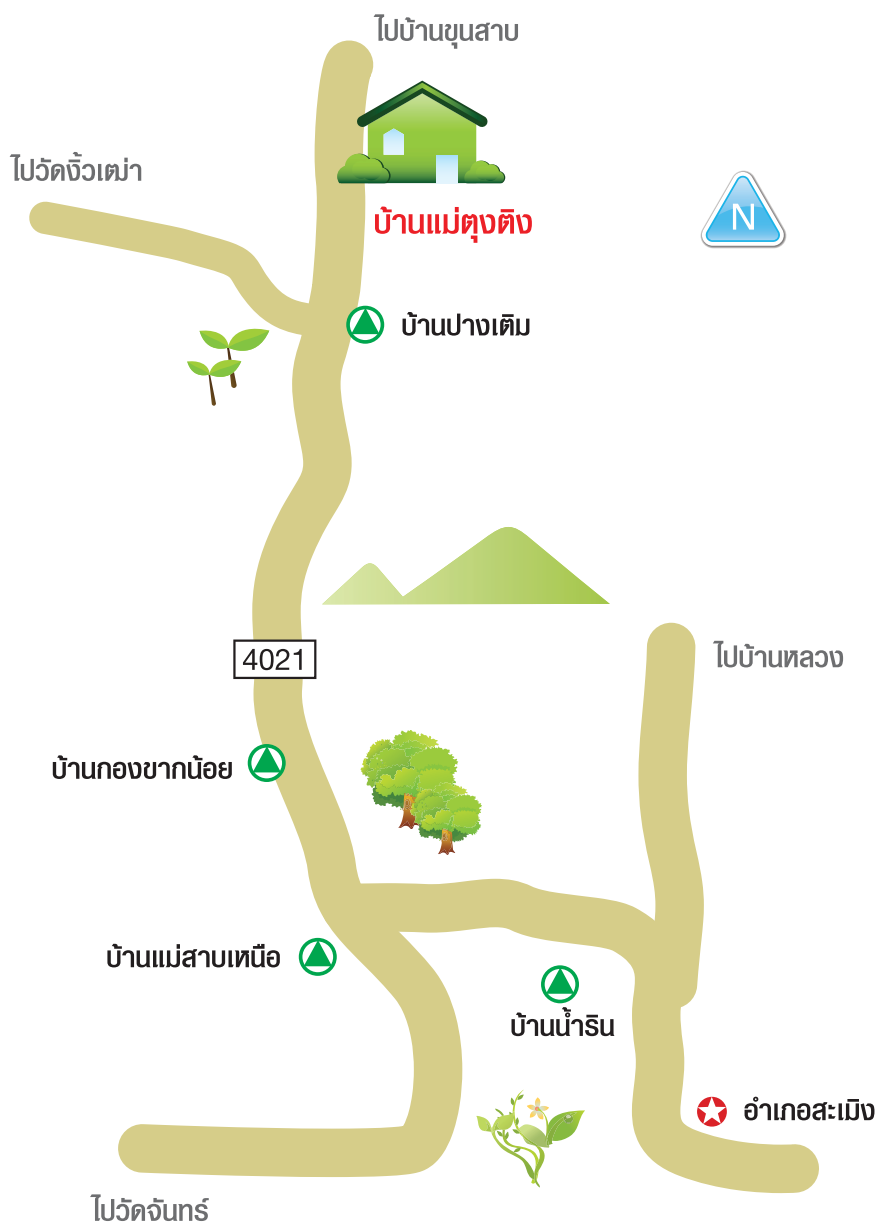 ไปบ้านขุนสาบ
ไปวัดงิ้วเฒ่า
N
บ้านแม่ตุงติง
บ้านปางเติม
4021
ไปบ้านหลวง
บ้านกองขากน้อย
บ้านแม่สาบเหนือ
บ้านน้ำริน
อำเภอสะเมิง
ไปวัดจันทร์